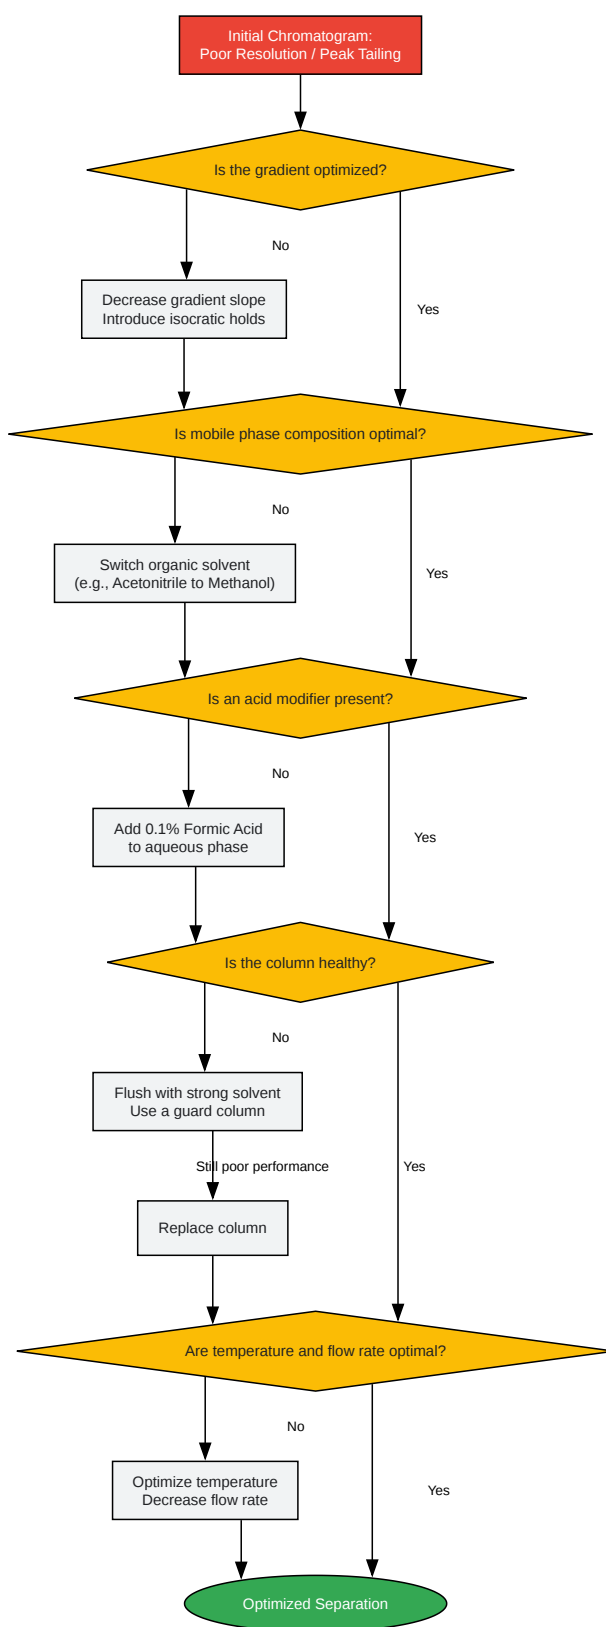 Initial Chromatogram:
Poor Resolution / Peak Tailing
Is the gradient optimized?
No
Decrease gradient slope
Introduce isocratic holds
Yes
Is mobile phase composition optimal?
No
Switch organic solvent
(e.g., Acetonitrile to Methanol)
Yes
Is an acid modifier present?
No
Add 0.1% Formic Acid
to aqueous phase
Yes
Is the column healthy?
No
Flush with strong solvent
Use a guard column
Still poor performance
Yes
Replace column
Are temperature and flow rate optimal?
No
Optimize temperature
Decrease flow rate
Yes
Optimized Separation